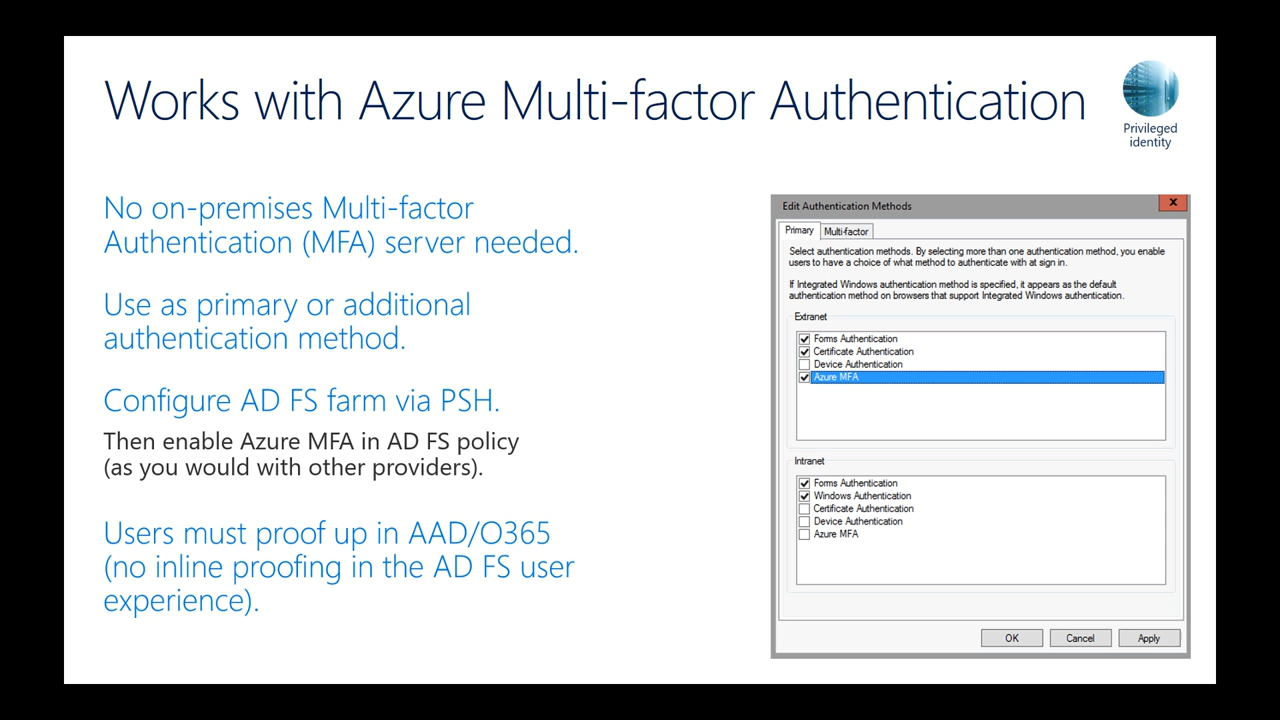 Works with Azure Multi-factor Authentication
Privileged
identity
No on-premises Multi-factor
Authentication (MFA) server needed.
Use as primary or additional
authentication method.
Configure AD FS farm via PSH.
Then enable Azure MFA in AD FS policy
(as you would with other providers).
Users must proof up in AAD/O365
(no inline proofing in the AD FS user
experience).
Edit Authentication Methods
x
Primary
Multi-factor
Select authentication methods. By selecting more than one authentication method, you enable
users to have a choice of what method to authenticate with at sign in.
If Integrated Windows authentication method is specified, it appears as the default
authentication method on browsers that support Integrated Windows authentication.
Extranet
Forms Authentication
Certificate Authentication
Device Authentication
Azure MFA
Intranet
Forms Authentication
Windows Authentication
Certificate Authentication
Device Authentication
Azure MFA
OK
Cancel
Apply